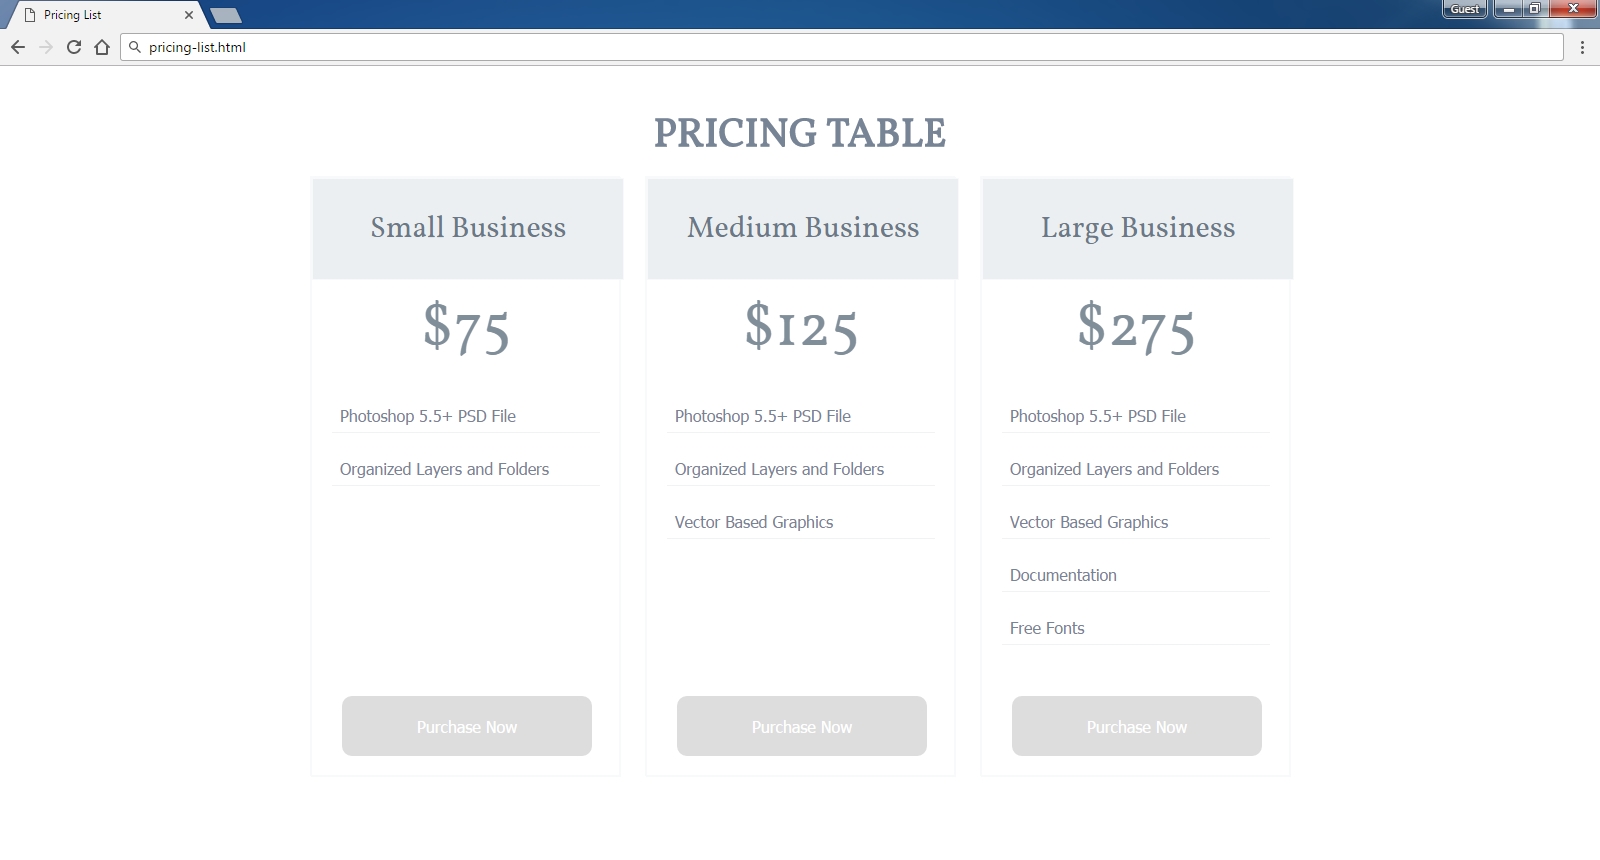 Pricing List
Guest
pricing-list.html
PRICING TABLE
Small Business
$75
Photoshop 5.5+ PSD File
Organized Layers and Folders
Purchase Now
Medium Business
$125
Photoshop 5.5+ PSD File
Organized Layers and Folders
Vector Based Graphics
Purchase Now
Large Business
$275
Photoshop 5.5+ PSD File
Organized Layers and Folders
Vector Based Graphics
Documentation
Free Fonts
Purchase Now